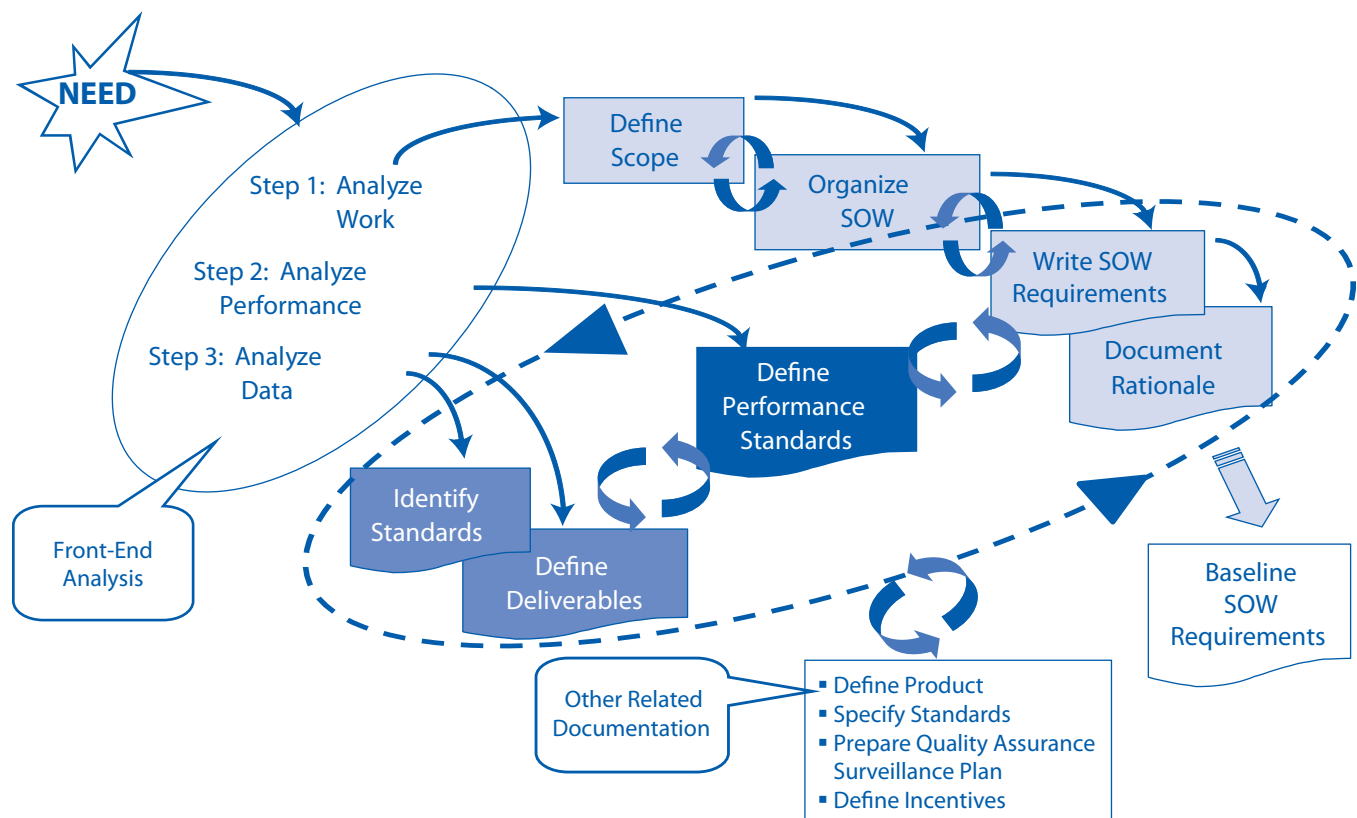 NEED
Step 1: Analyze
Work
Step 2: Analyze
Performance
Step 3: Analyze
Data
Front-End
Analysis
Define
Scope
Organize
SOW
Write SOW
Requirements
Document
Rationale
Define
Performance
Standards
Identify
Standards
Define
Deliverables
Baseline
SOW
Requirements
Other Related
Documentation
▪ Define Product
▪ Specify Standards
▪ Prepare Quality Assurance
Surveillance Plan
▪ Define Incentives